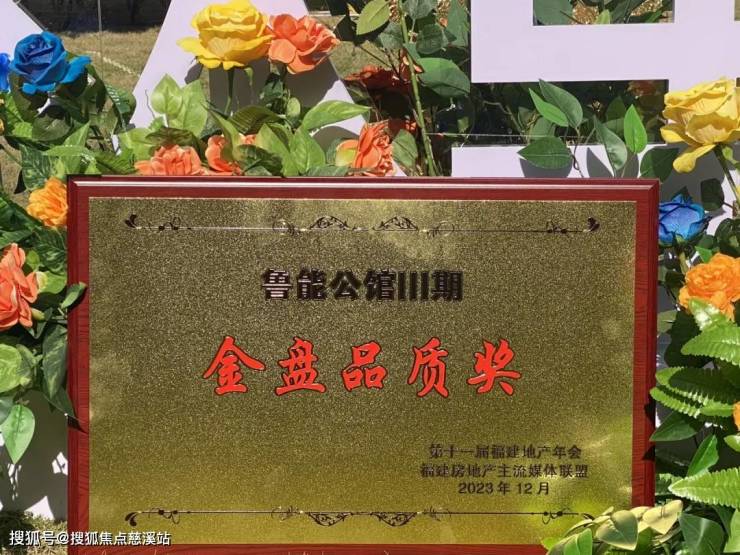 鲁能公馆III期
金盘品质奖
第十一届福建地产年会
福建房地产主流媒体联盟
2023年12月
搜狐号@搜狐焦点慈溪站